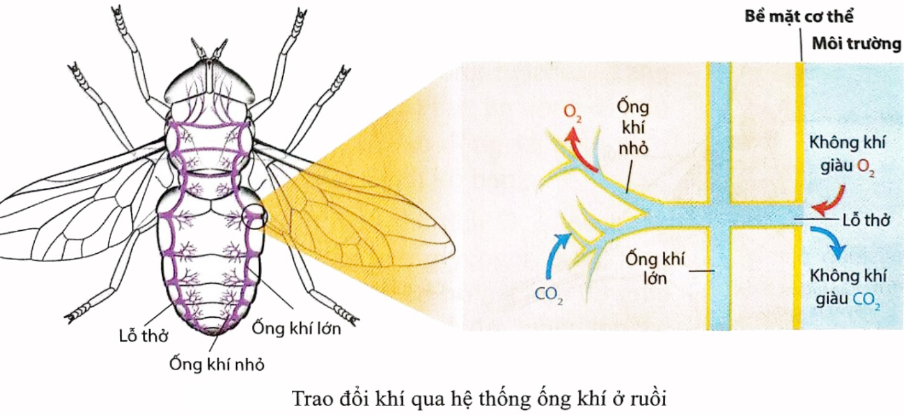 Bề mặt cơ thể
Môi trường
O₂
Ống
khí
nhỏ
Không khí
giàu O₂
Lỗ thở
Ống khí
lớn
CO₂
Không khí
giàu CO₂
Lỗ thở
Ống khí lớn
Ống khí nhỏ
Trao đổi khí qua hệ thống ống khí ở ruồi